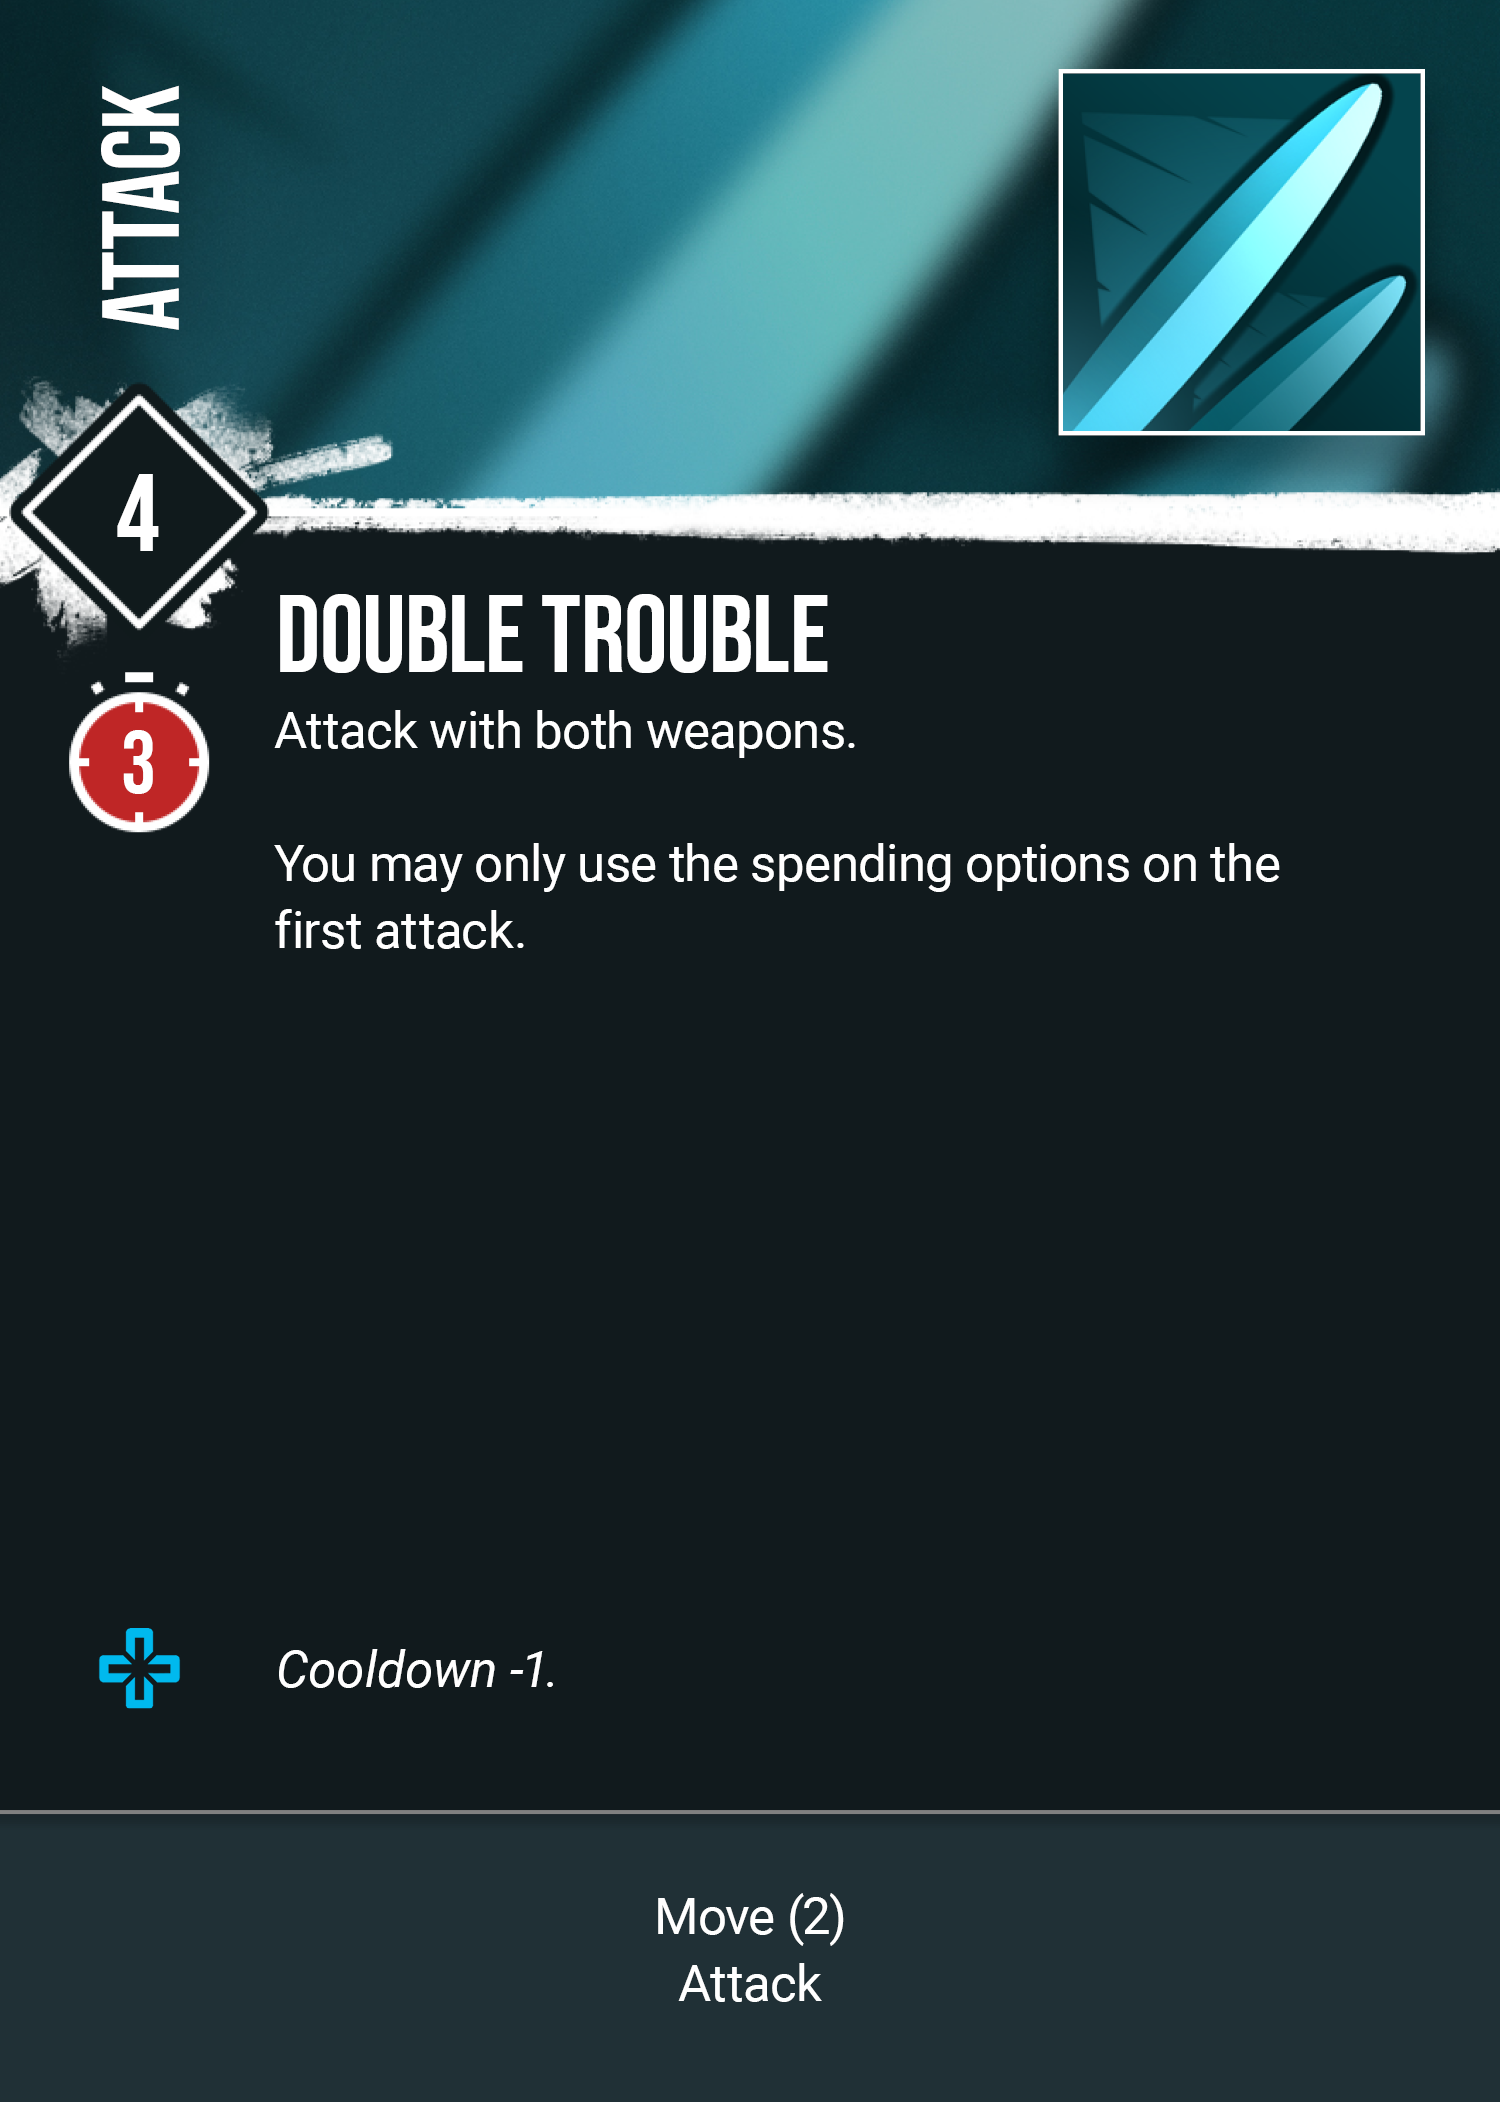 ATTACK
4
DOUBLE TROUBLE
3
Attack with both weapons.
You may only use the spending options on the
first attack.
Cooldown -1.
Move (2)
Attack